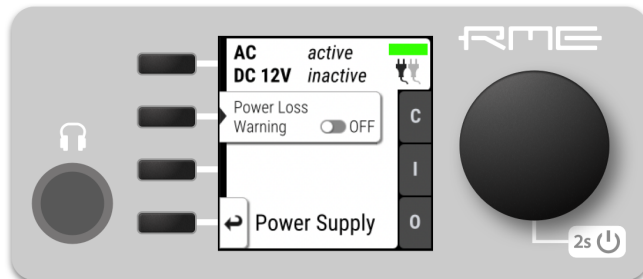 RME
AC active
DC 12V inactive
Power Loss
Warning OFF
C
I
Power Supply
O
2s